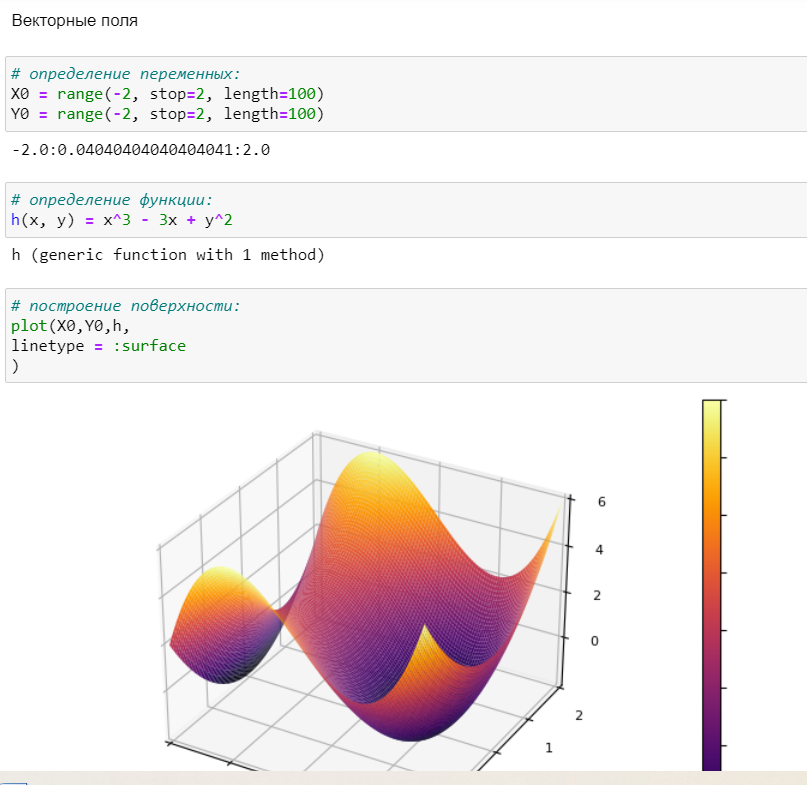 Векторные поля
# определение переменных:
X0 = range(-2, stop=2, length=100)
Y0 = range(-2, stop=2, length=100)
-2.0:0.04040404040404041:2.0
# определение функции:
h(x, y) = x^3 - 3x + y^2
h (generic function with 1 method)
# построение поверхности:
plot(X0,Y0,h,
linetype = :surface
)
6
4
2
0
2
1